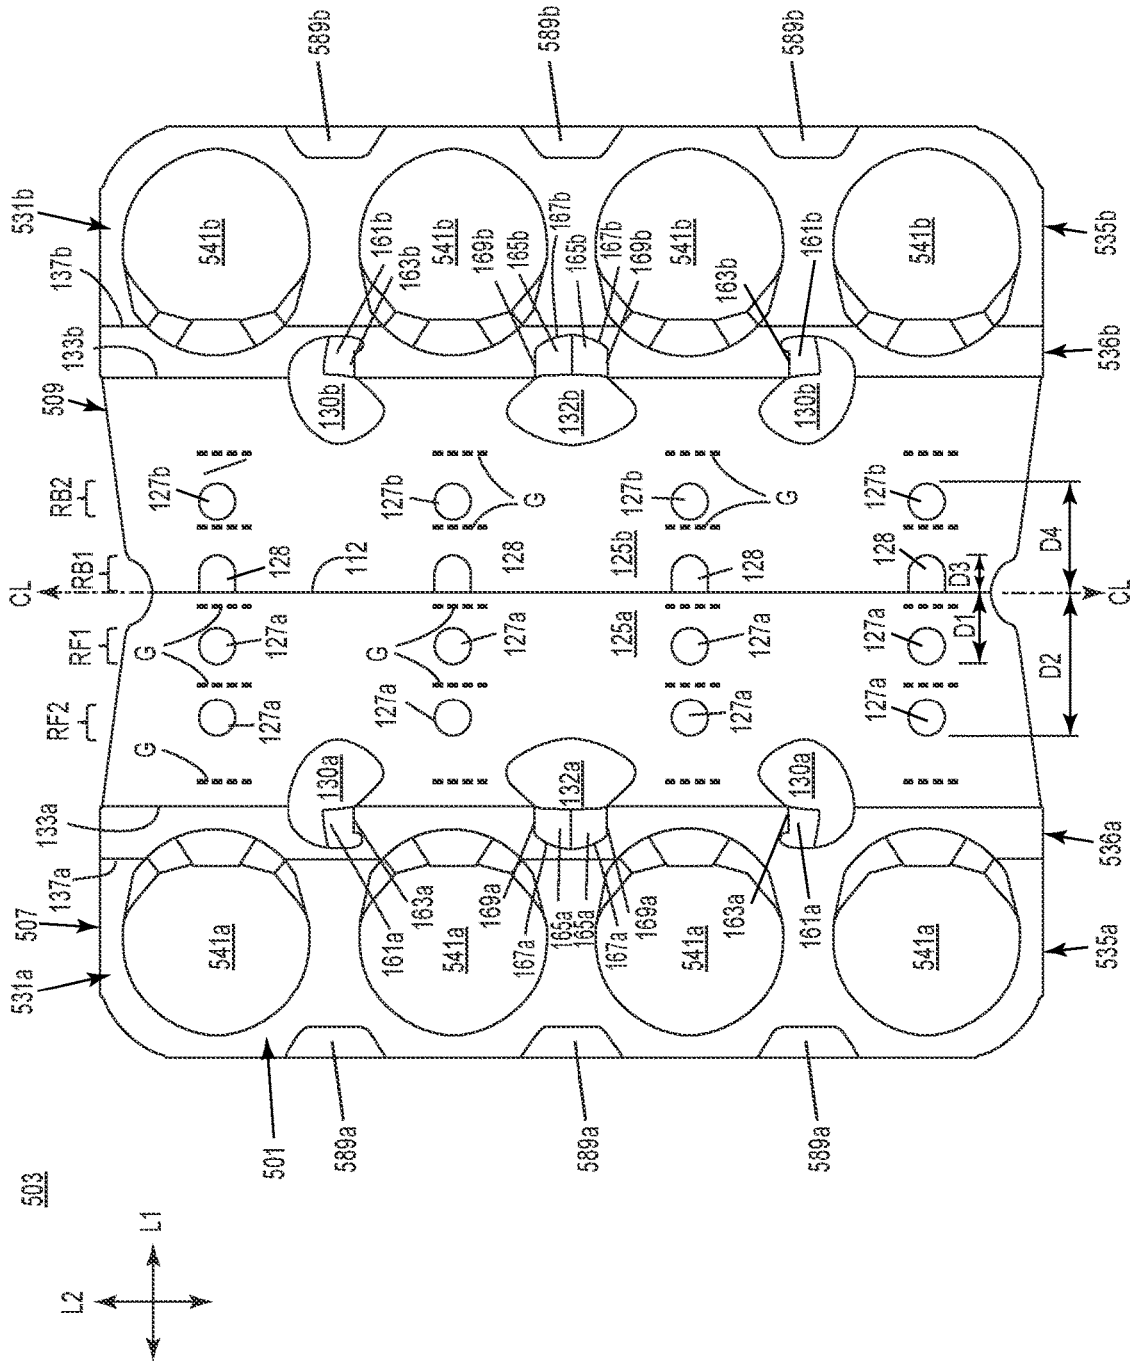 503
L2
L1
531a
507
137a
133a
RF2
RF1
CL
RB1
RB2
509
133b
137b
531b
G
G
501
541a
127a
127a
128
127b
541b
112
589a
161a
163a
130a
130b
163b
161b
589b
541a
127a
G
127a
128
127b
G
541b
169a
167a
165a
132a
132b
169b
165b
167b
589a
165a
167a
169a
165b
167b
169b
589b
125a
125b
541a
127a
127a
128
127b
541b
163a
161a
130a
G
130b
163b
161b
589a
589b
541a
127a
127a
128
127b
541b
D1
D3
D2
D4
535a
536a
CL
536b
535b